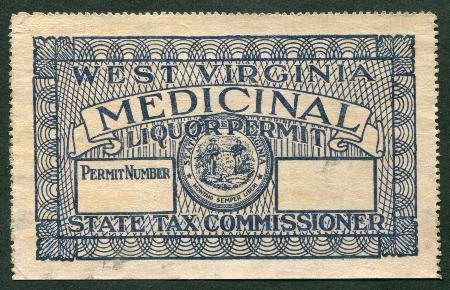 WEST VIRGINIA
MEDICINAL
LIQUOR PERMIT
PERMIT NUMBER
MONTANI SEMPER LIBERI
STATE TAX COMMISSIONER